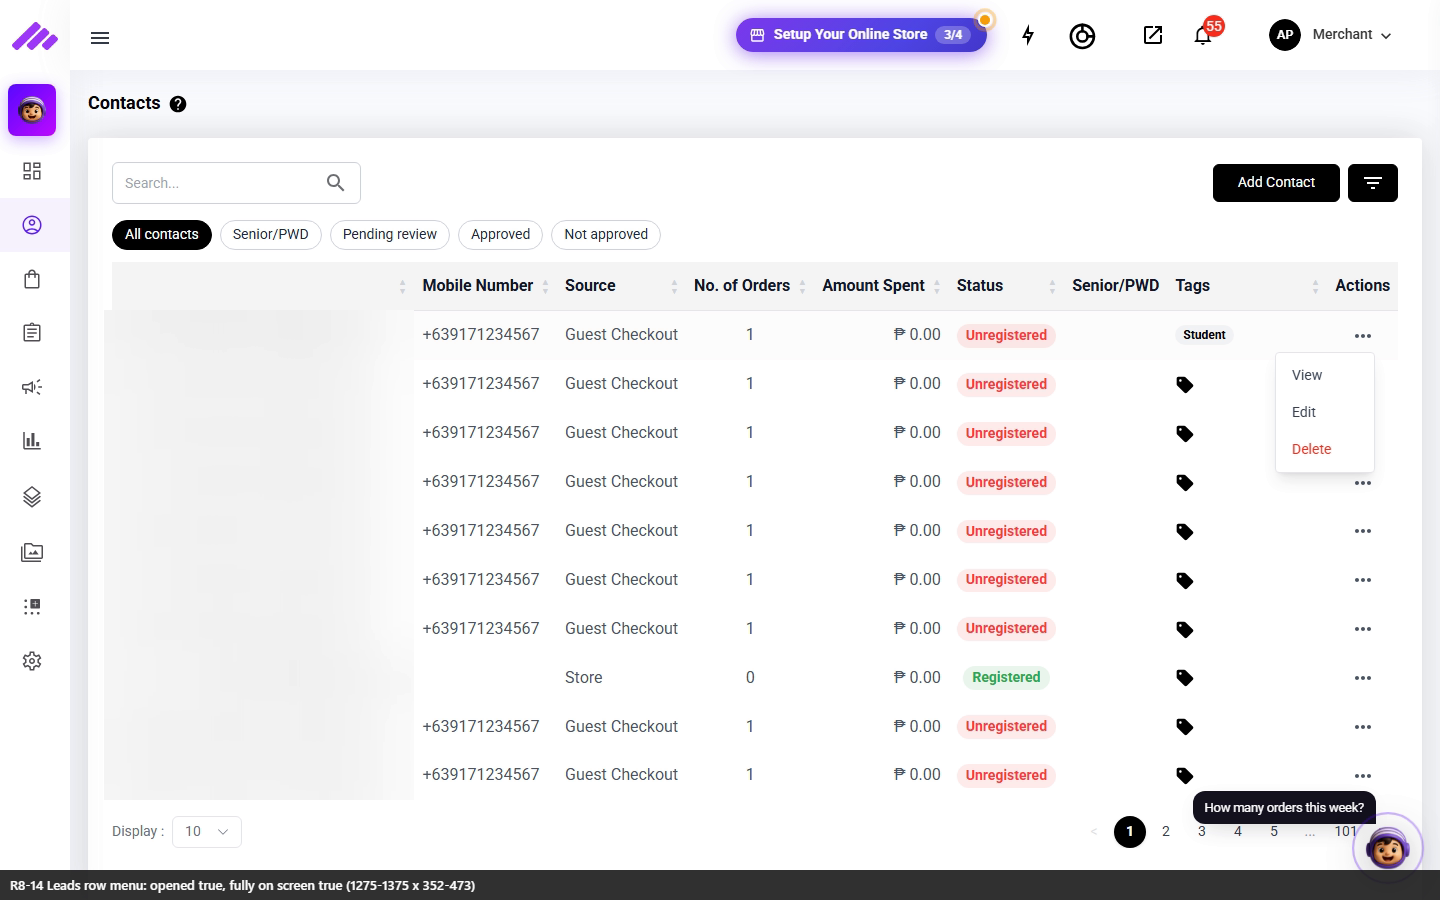 Setup Your Online Store 3/4
55
AP Merchant
Contacts
Search...
Add Contact
All contacts Senior/PWD Pending review Approved Not approved
Mobile Number Source No. of Orders Amount Spent Status Senior/PWD Tags Actions
+639171234567 Guest Checkout 1 ₱ 0.00 Unregistered Student
View
+639171234567 Guest Checkout 1 ₱ 0.00 Unregistered
Edit
+639171234567 Guest Checkout 1 ₱ 0.00 Unregistered
Delete
+639171234567 Guest Checkout 1 ₱ 0.00 Unregistered
+639171234567 Guest Checkout 1 ₱ 0.00 Unregistered
+639171234567 Guest Checkout 1 ₱ 0.00 Unregistered
+639171234567 Guest Checkout 1 ₱ 0.00 Unregistered
Store 0 ₱ 0.00 Registered
+639171234567 Guest Checkout 1 ₱ 0.00 Unregistered
+639171234567 Guest Checkout 1 ₱ 0.00 Unregistered
How many orders this week?
Display : 10 < 1 2 3 4 5 ... 101
R8-14 Leads row menu: opened true, fully on screen true (1275-1375 x 352-473)